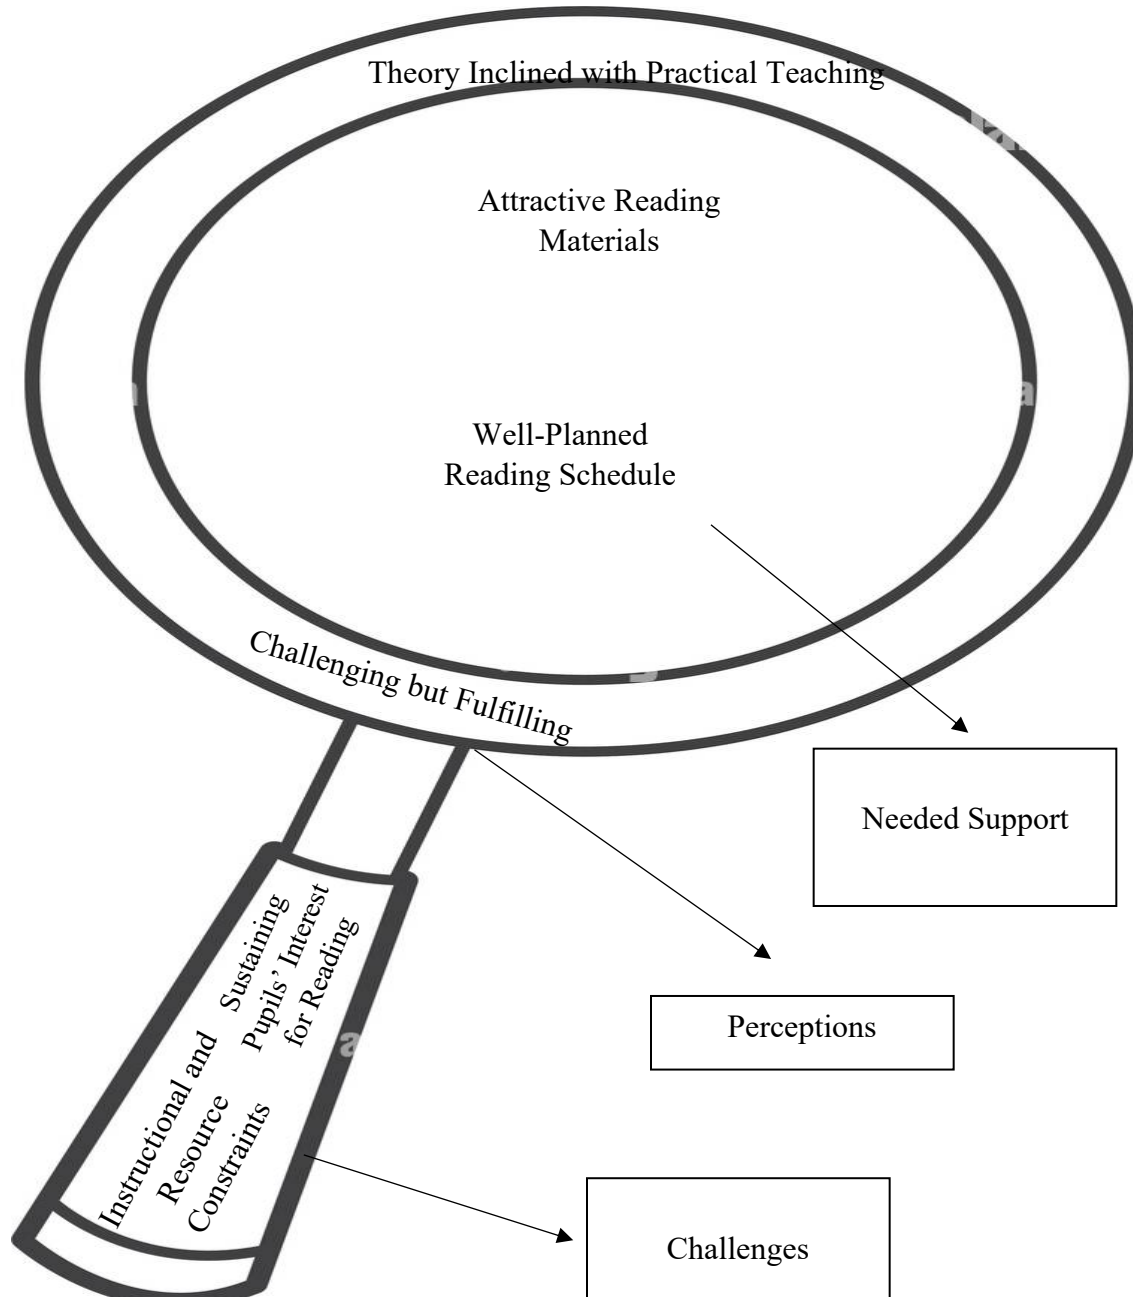 Theory Inclined with Practical Teaching
Attractive Reading
Materials
Well-Planned
Reading Schedule
Challenging but Fulfilling
Needed Support
Sustaining
Pupils' Interest
for Reading
Perceptions
Instructional and
Resource
Constraints
Challenges
a
a